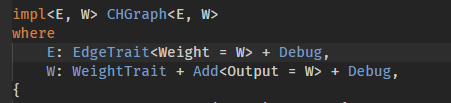 impl<E, W> CHGraph<E, W>
where
    E: EdgeTrait<Weight = W> + Debug,
    W: WeightTrait + Add<Output = W> + Debug,
{